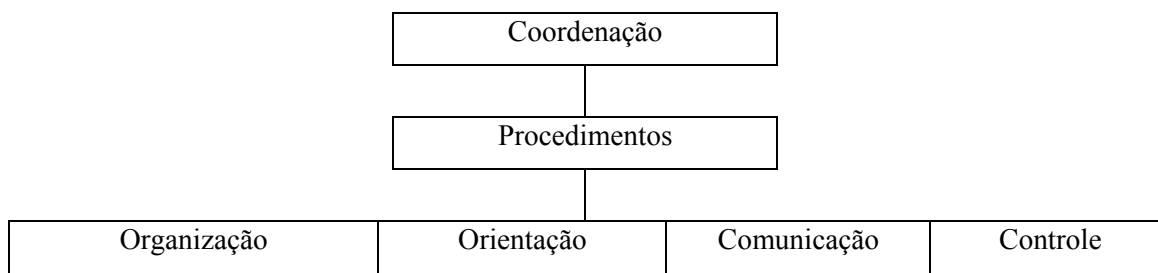 Coordenação
Procedimentos
Organização Orientação Comunicação Controle